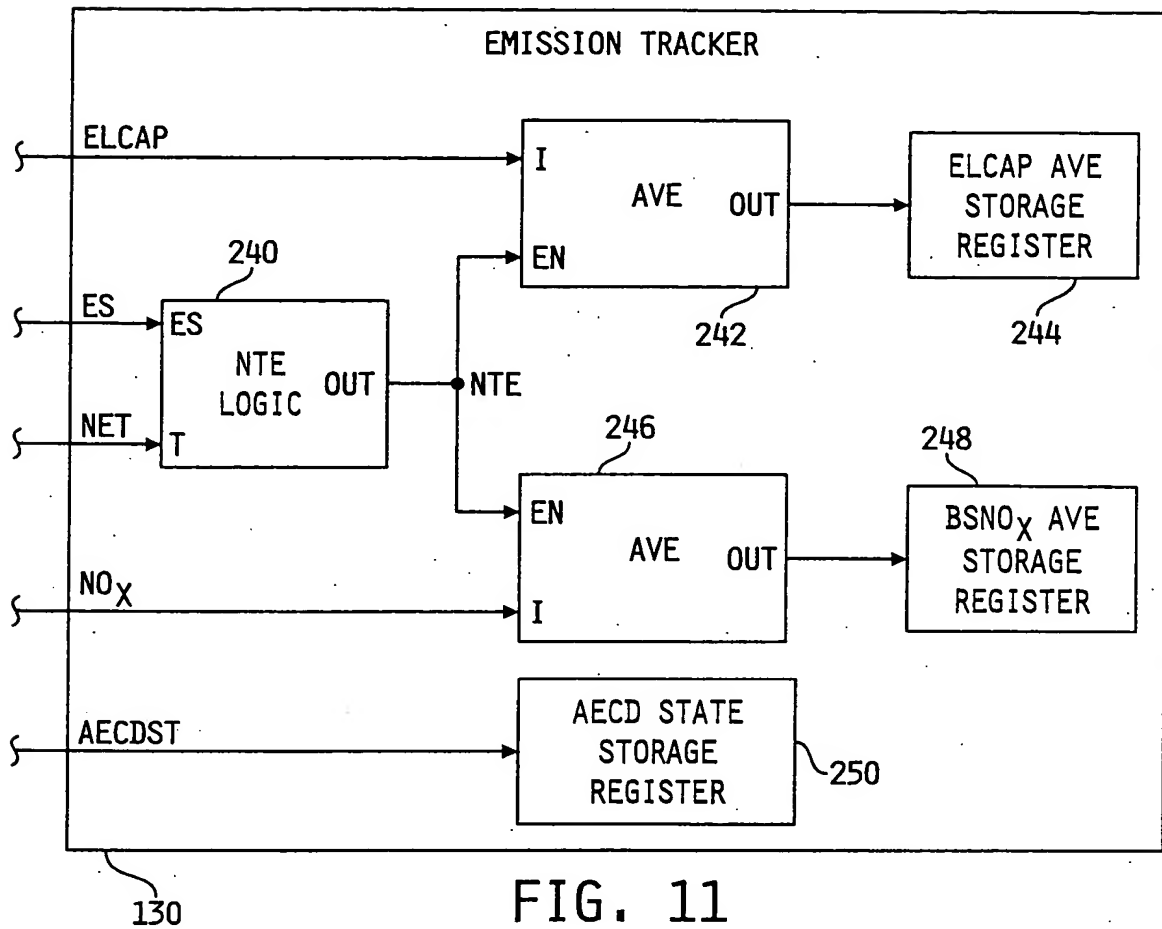 EMISSION TRACKER
ELCAP
I
AVE
OUT
EN
242
ELCAP AVE
STORAGE
REGISTER
244
240
ES
ES
NTE
LOGIC
OUT
NET
T
NTE
246
EN
AVE
OUT
NOX
I
248
BSNOX AVE
STORAGE
REGISTER
AECDST
AECD STATE
STORAGE
REGISTER
250
130
FIG. 11